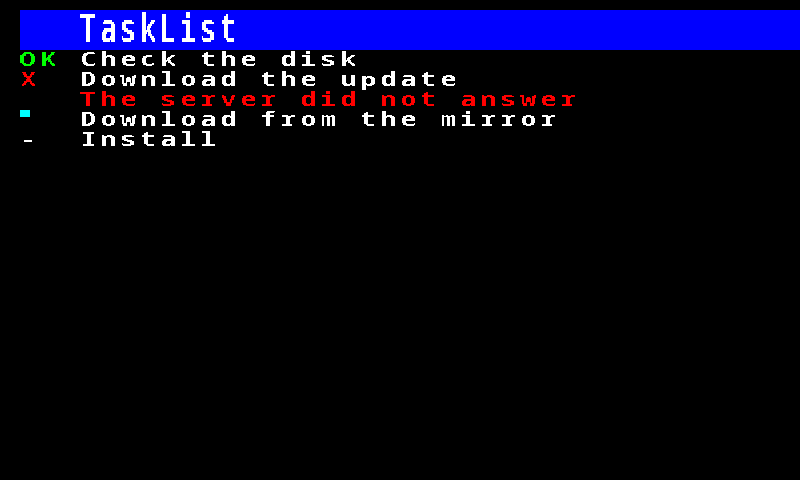 TaskList
OK Check the disk
X Download the update
The server did not answer
Download from the mirror
- Install